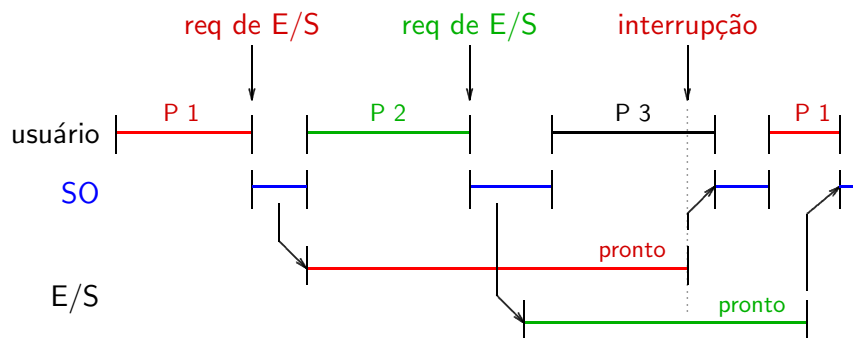 req de E/S req de E/S interrupção
P 1 P 2 P 3 P 1
usuário
SO
pronto
E/S
pronto